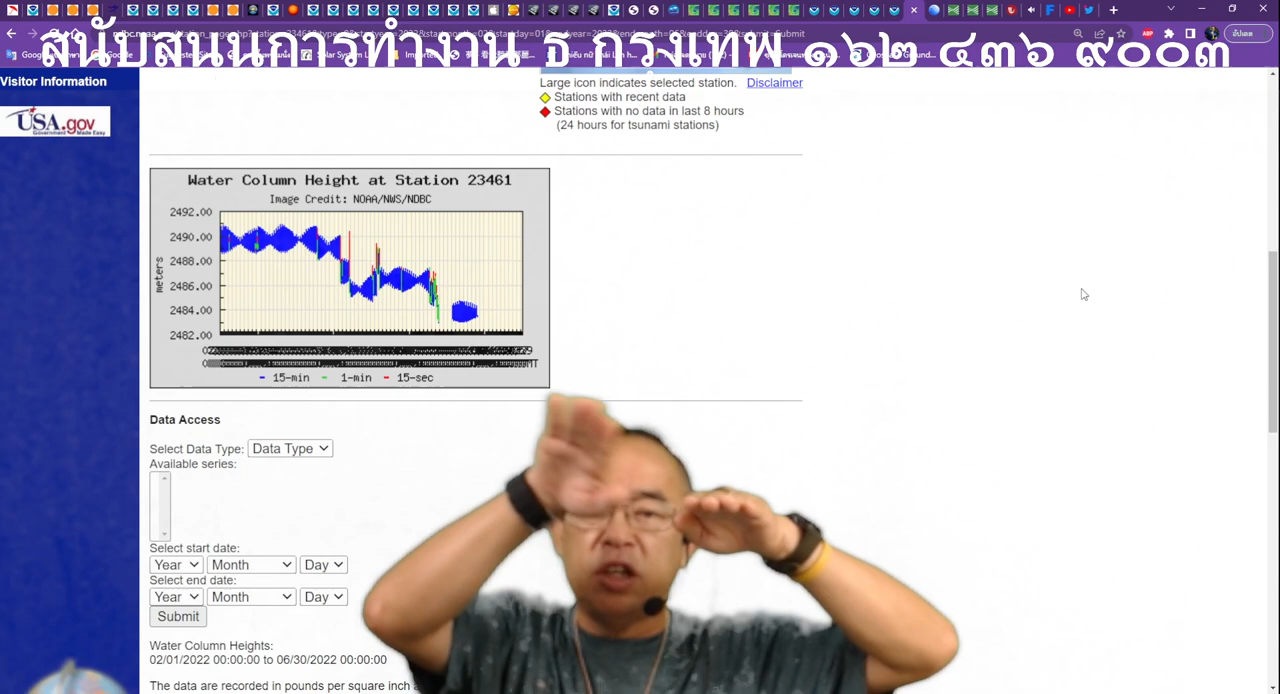 สนับสนุนการทำงาน ธ กรุงเทพ ๑๖๒ ๔๓๖ ๙๐๐๓
Visitor Information
USA.gov
Government Made Easy
Large icon indicates selected station. Disclaimer
Stations with recent data
Stations with no data in last 8 hours
(24 hours for tsunami stations)
Water Column Height at Station 23461
Image Credit: NOAA/NWS/NDBC
meters
2492.00
2490.00
2488.00
2486.00
2484.00
2482.00
15-min 1-min 15-sec
Data Access
Select Data Type: Data Type
Available series:
Select start date:
Year Month Day
Select end date:
Year Month Day
Submit
Water Column Heights:
02/01/2022 00:00:00 to 06/30/2022 00:00:00
The data are recorded in pounds per square inch